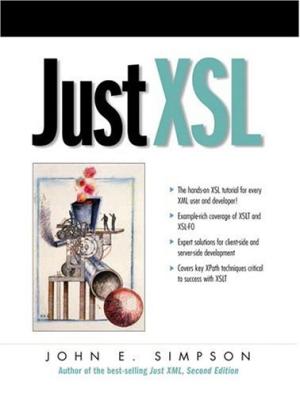 Just XSL
The hands-on XSL tutorial for every
XML user and developer!
Example-rich coverage of XSLT and
XSL-FO
Expert solutions for client-side and
server-side development
Covers key XPath techniques critical
to success with XSLT
JOHN E. SIMPSON
Author of the best-selling Just XML, Second Edition